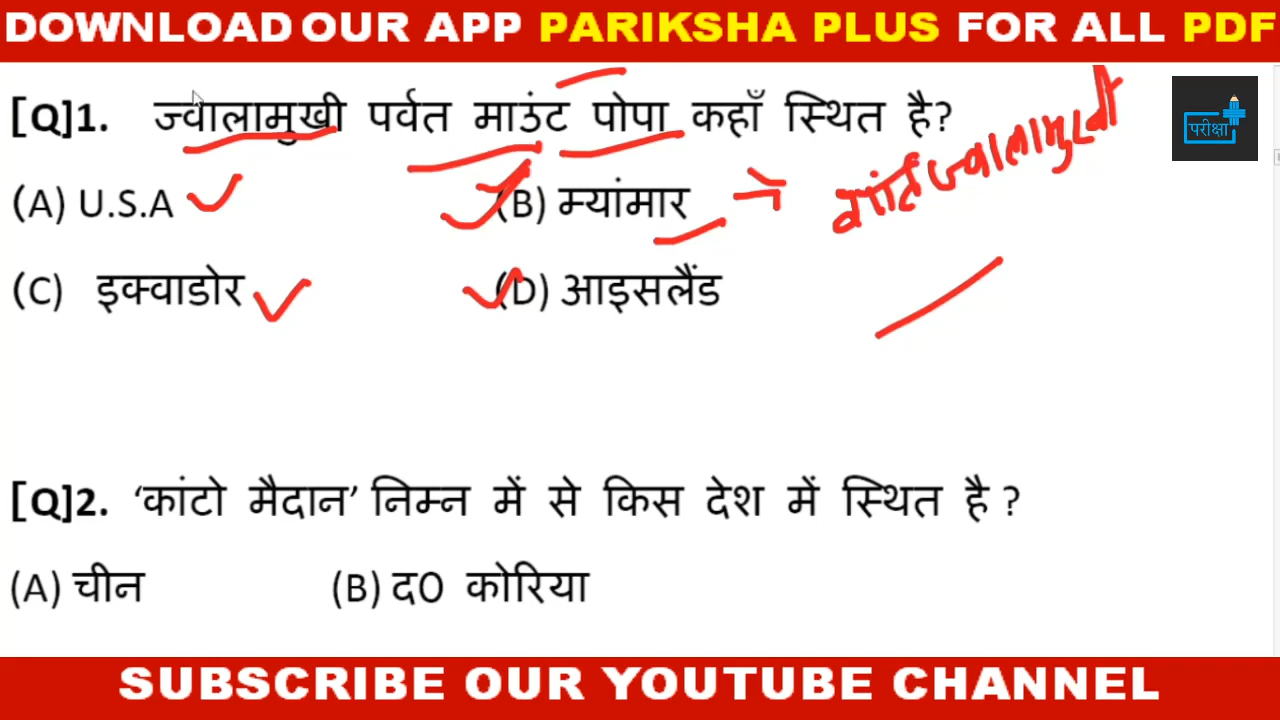 DOWNLOAD OUR APP PARIKSHA PLUS FOR ALL PDF
[Q]1. ज्वालामुखी पर्वत माउंट पोपा कहाँ स्थित है?
परीक्षा
(A) U.S.A (B) म्यांमार
ज्वालामुखी
(C) इक्वाडोर (D) आइसलैंड
[Q]2. ‘कांटो मैदान’ निम्न में से किस देश में स्थित है ?
(A) चीन (B) द0 कोरिया
SUBSCRIBE OUR YOUTUBE CHANNEL